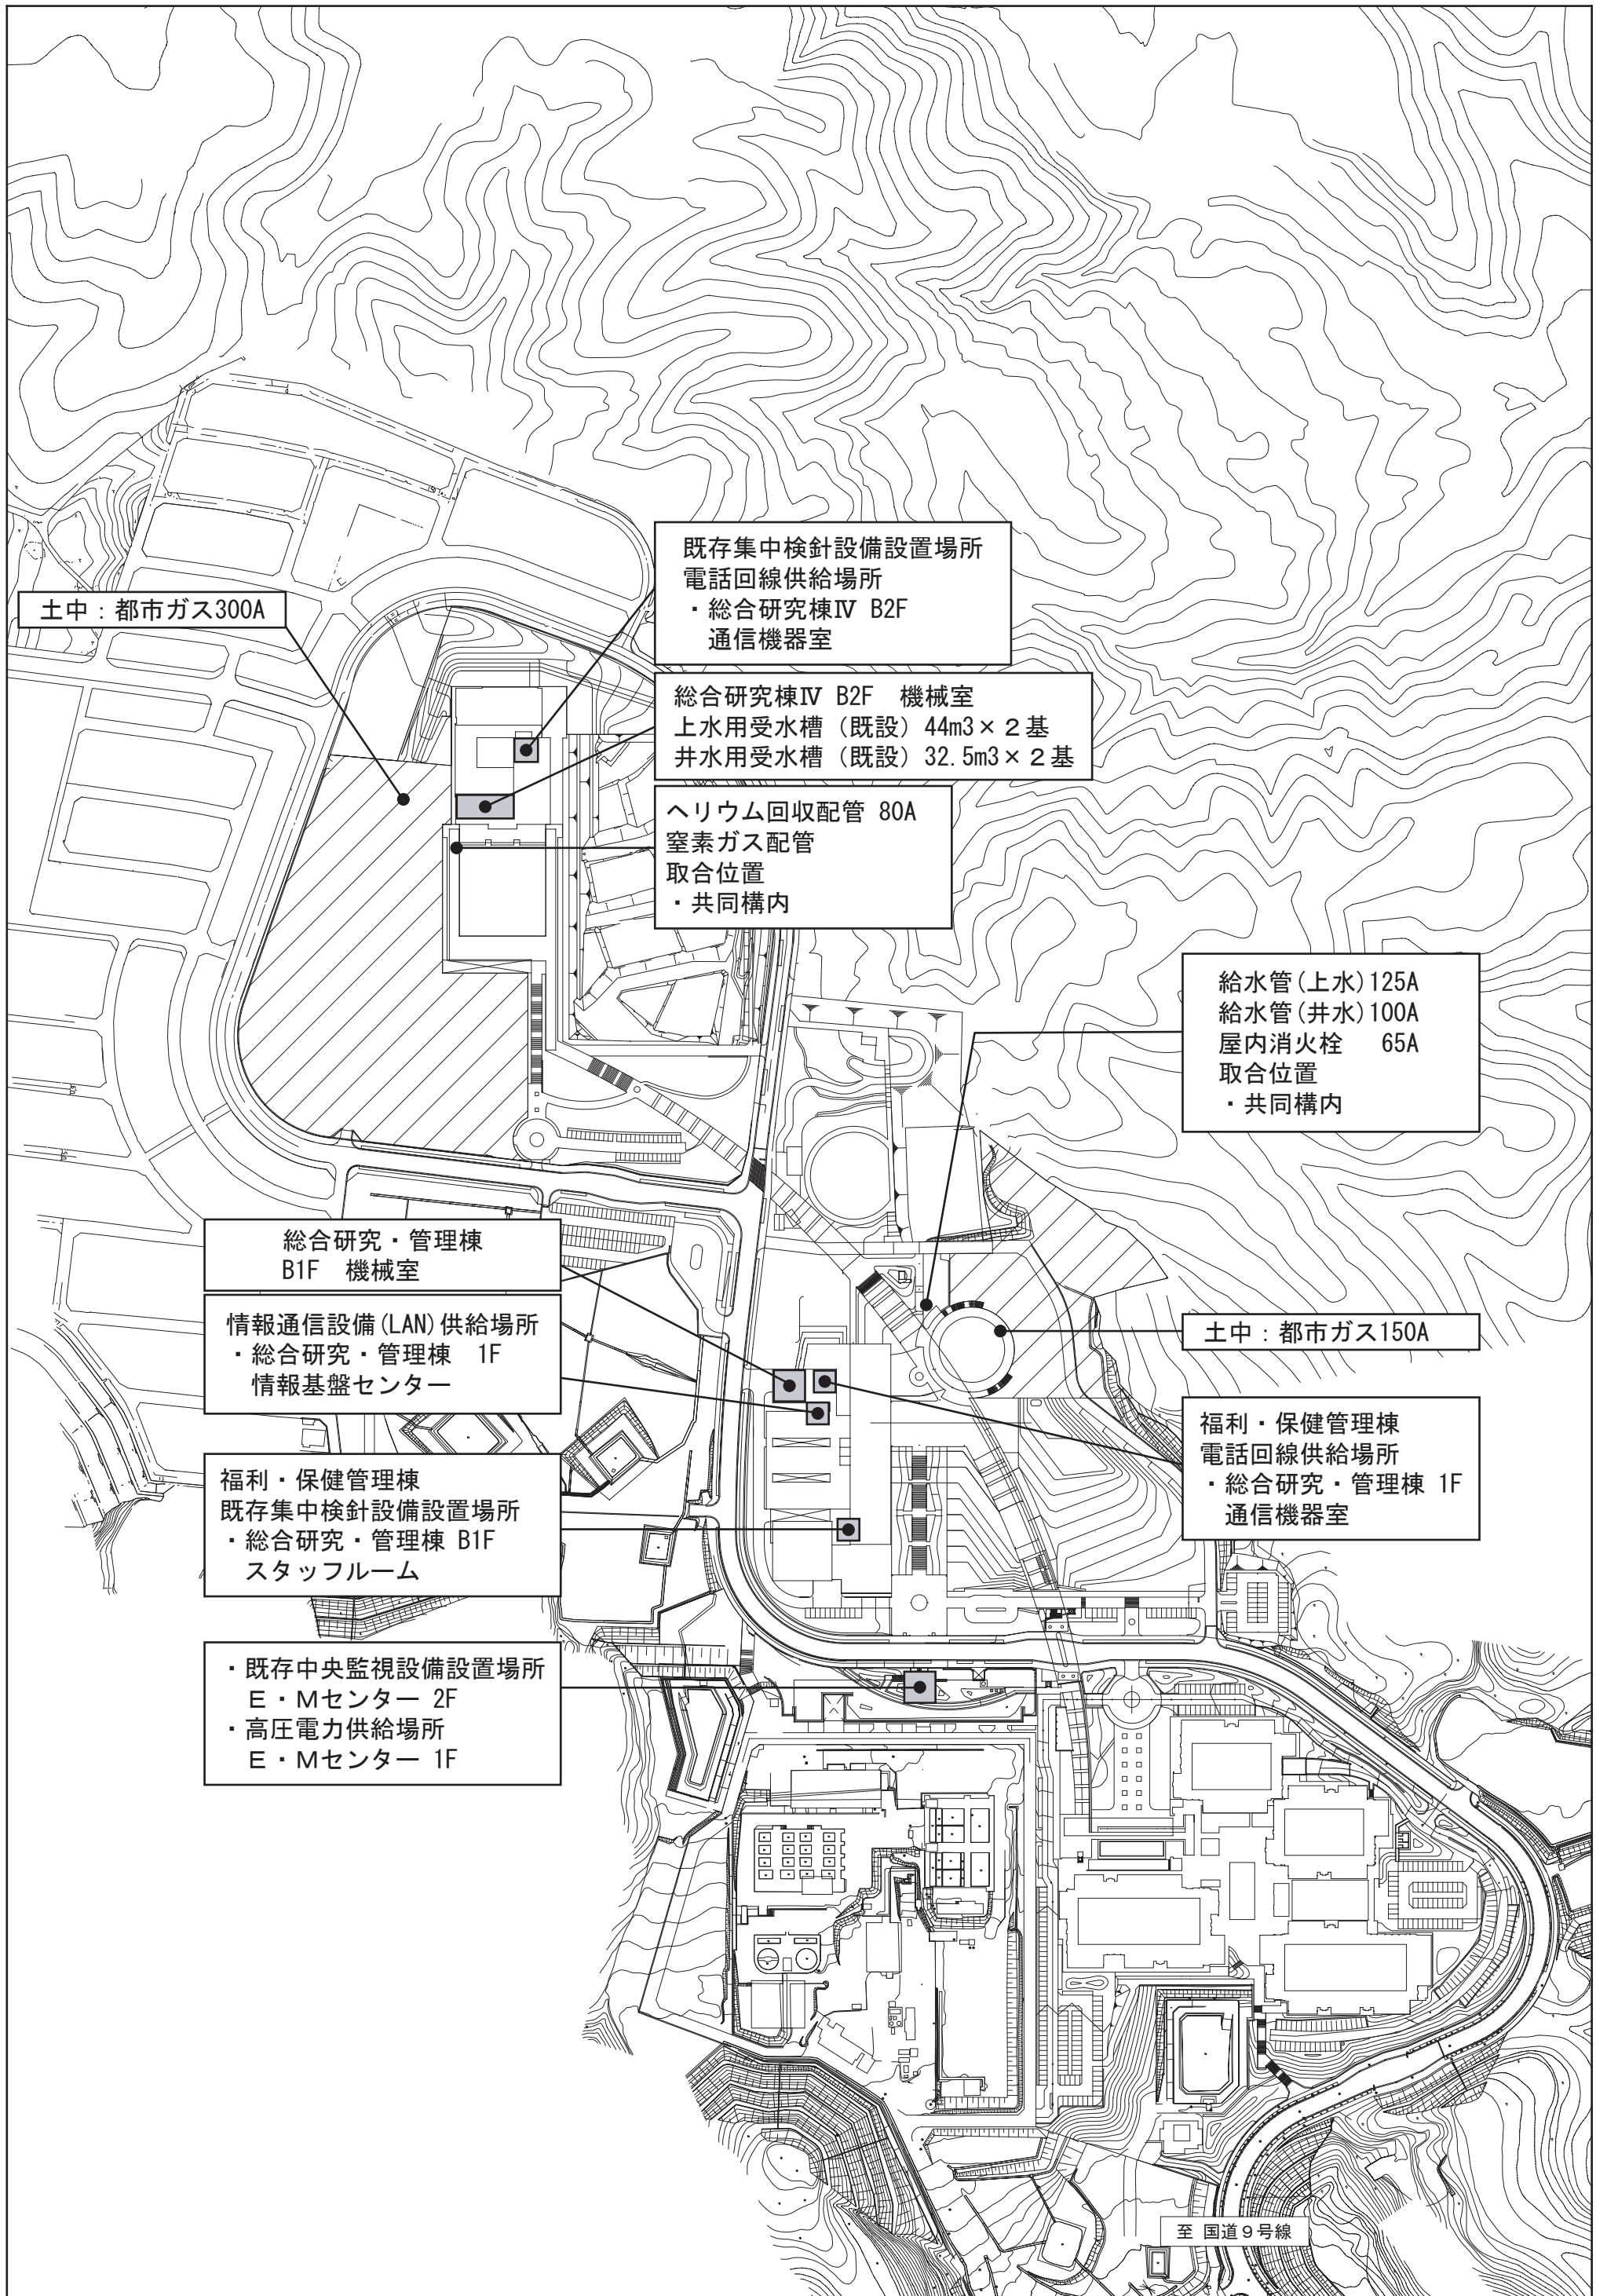 既存集中検針設備設置場所
電話回線供給場所
・総合研究棟Ⅳ B2F
通信機器室
土中：都市ガス300A
総合研究棟Ⅳ B2F 機械室
上水用受水槽（既設）44m3×２基
井水用受水槽（既設）32.5m3×２基
ヘリウム回収配管 80A
窒素ガス配管
取合位置
・共同構内
給水管(上水)125A
給水管(井水)100A
屋内消火栓 65A
取合位置
・共同構内
総合研究・管理棟
B1F 機械室
情報通信設備(LAN)供給場所
・総合研究・管理棟 1F
情報基盤センター
土中：都市ガス150A
福利・保健管理棟
電話回線供給場所
・総合研究・管理棟 1F
通信機器室
福利・保健管理棟
既存集中検針設備設置場所
・総合研究・管理棟 B1F
スタッフルーム
・既存中央監視設備設置場所
Ｅ・Ｍセンター 2F
・高圧電力供給場所
Ｅ・Ｍセンター 1F
至 国道９号線